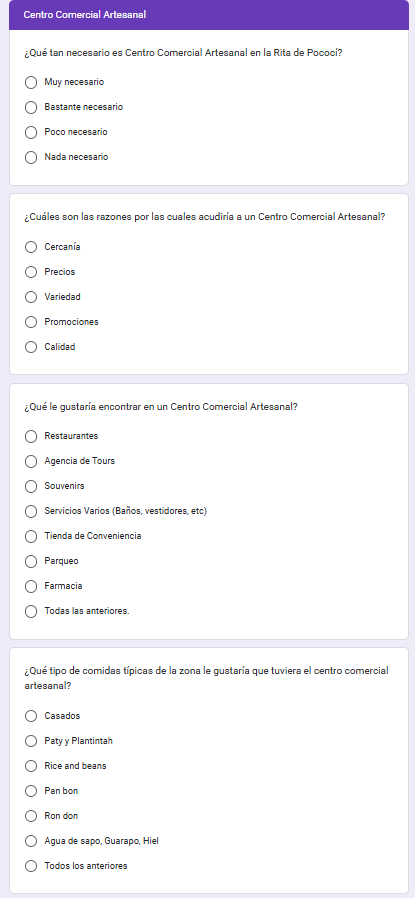 Centro Comercial Artesanal
¿Qué tan necesario es Centro Comercial Artesanal en la Rita de Pococí?
Muy necesario
Bastante necesario
Poco necesario
Nada necesario
¿Cuáles son las razones por las cuales acudiría a un Centro Comercial Artesanal?
Cercanía
Precios
Variedad
Promociones
Calidad
¿Qué le gustaría encontrar en un Centro Comercial Artesanal?
Restaurantes
Agencia de Tours
Souvenirs
Servicios Varios (Baños, vestidores, etc)
Tienda de Conveniencia
Parqueo
Farmacia
Todas las anteriores.
¿Qué tipo de comidas típicas de la zona le gustaría que tuviera el centro comercial
artesanal?
Casados
Paty y Plantintah
Rice and beans
Pan bon
Ron don
Agua de sapo, Guarapo, Hiel
Todos los anteriores